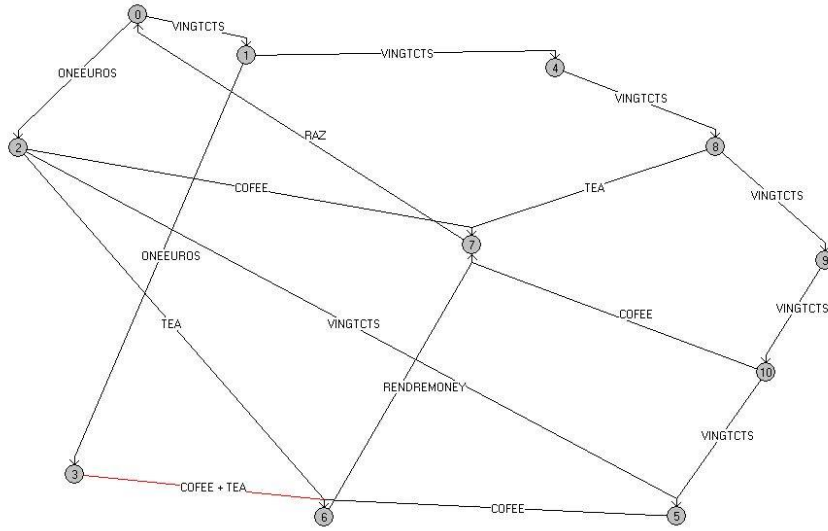 0
VINGTCTS
1
VINGTCTS
4
ONEEUROS
VINGTCTS
RAZ
2
8
COFEE
TEA
VINGTCTS
7
ONEEUROS
9
VINGTCTS
COFEE
TEA
VINGTCTS
10
RENDREMONEY
VINGTCTS
3
COFEE + TEA
6
COFEE
5